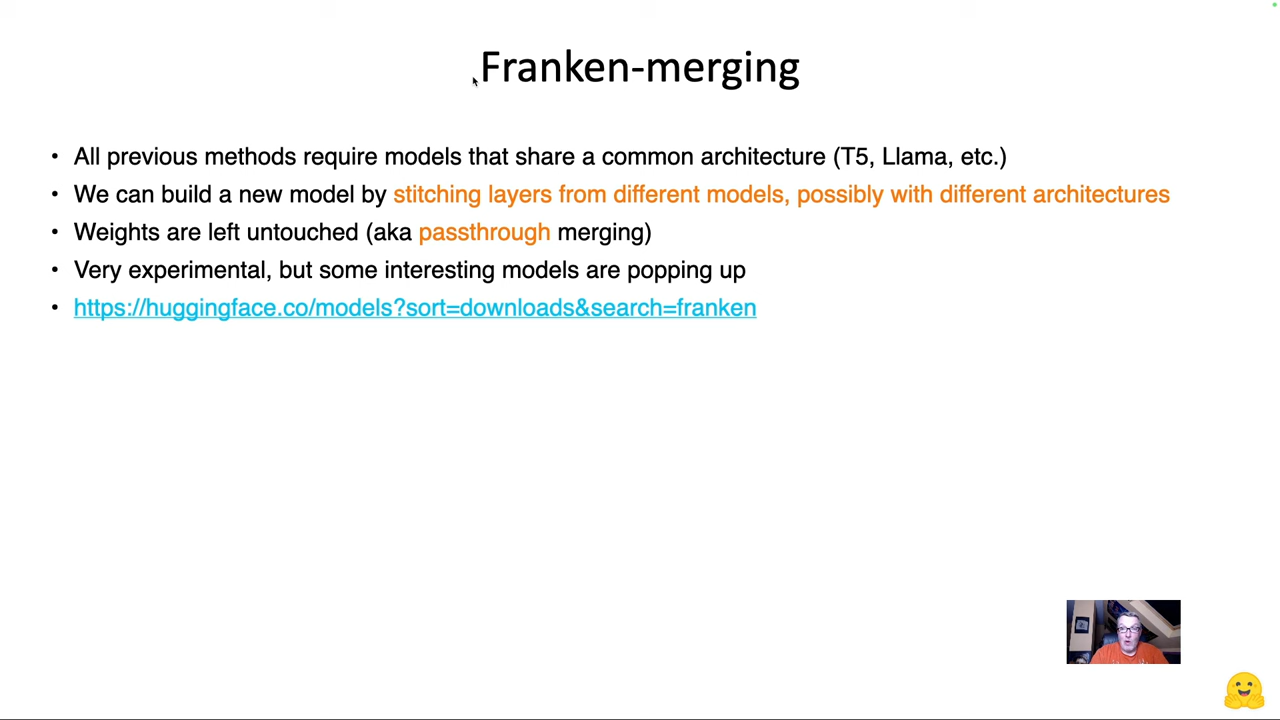 Franken-merging
• All previous methods require models that share a common architecture (T5, Llama, etc.)
• We can build a new model by stitching layers from different models, possibly with different architectures
• Weights are left untouched (aka passthrough merging)
• Very experimental, but some interesting models are popping up
• https://huggingface.co/models?sort=downloads&search=franken